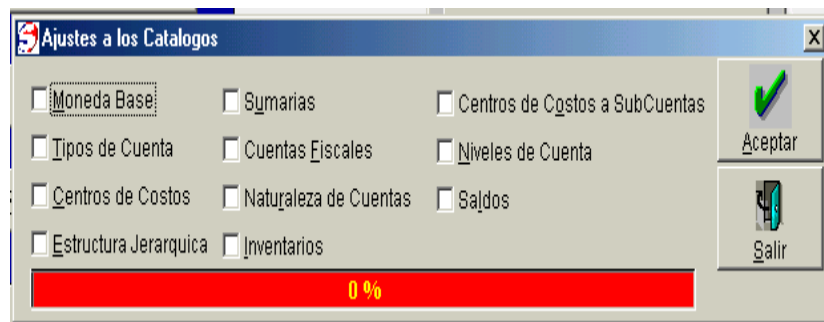 Ajustes a los Catalogos
Moneda Base Sumarias Centros de Costos a SubCuentas
Tipos de Cuenta Cuentas Fiscales Niveles de Cuenta
Centros de Costos Naturaleza de Cuentas Saldos
Estructura Jerarquica Inventarios
0 %
Aceptar
Salir